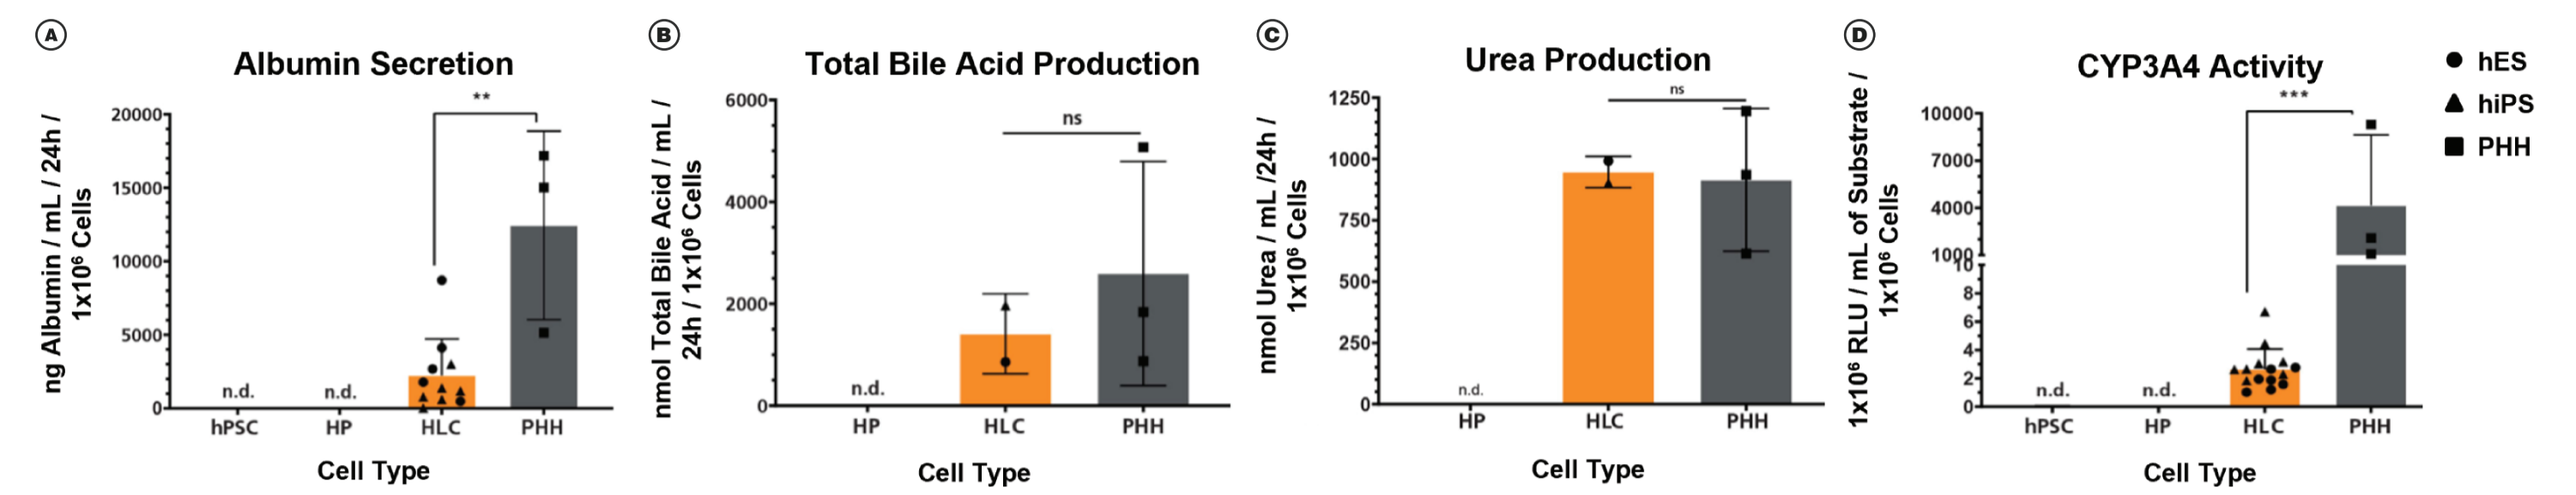 A
Albumin Secretion
ng Albumin / mL / 24h /
1x10⁶ Cells
20000
15000
10000
5000
0
**
n.d.
n.d.
hPSC
HP
HLC
PHH
Cell Type
B
Total Bile Acid Production
nmol Total Bile Acid / mL /
24h / 1x10⁶ Cells
6000
4000
2000
0
ns
n.d.
HP
HLC
PHH
Cell Type
C
Urea Production
nmol Urea / mL /24h /
1x10⁶ Cells
1250
1000
750
500
250
0
ns
n.d.
HP
HLC
PHH
Cell Type
D
CYP3A4 Activity
1x10⁶ RLU / mL of Substrate /
1x10⁶ Cells
10000
7000
4000
1000
10
8
6
4
2
0
***
n.d.
n.d.
hPSC
HP
HLC
PHH
Cell Type
hES
hiPS
PHH